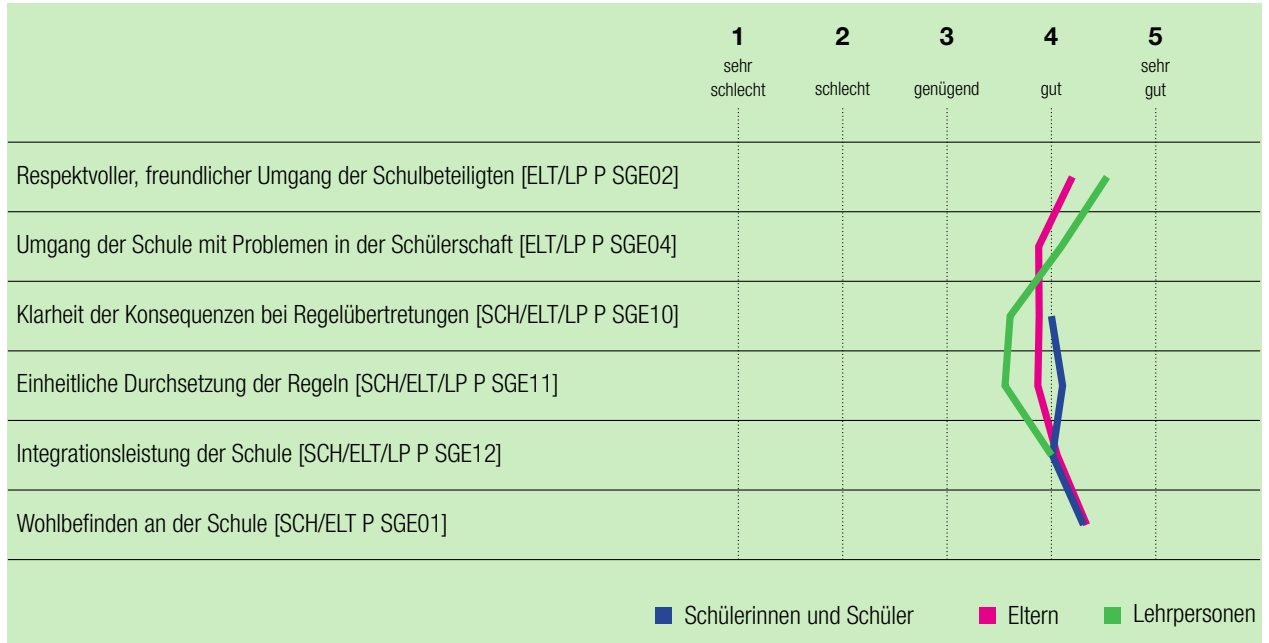 1 2 3 4 5
sehr schlecht schlecht genügend gut sehr gut
Respektvoller, freundlicher Umgang der Schulbeteiligten [ELT/LP P SGE02]
Umgang der Schule mit Problemen in der Schülerschaft [ELT/LP P SGE04]
Klarheit der Konsequenzen bei Regelübertretungen [SCH/ELT/LP P SGE10]
Einheitliche Durchsetzung der Regeln [SCH/ELT/LP P SGE11]
Integrationsleistung der Schule [SCH/ELT/LP P SGE12]
Wohlbefinden an der Schule [SCH/ELT P SGE01]
Schülerinnen und Schüler Eltern Lehrpersonen